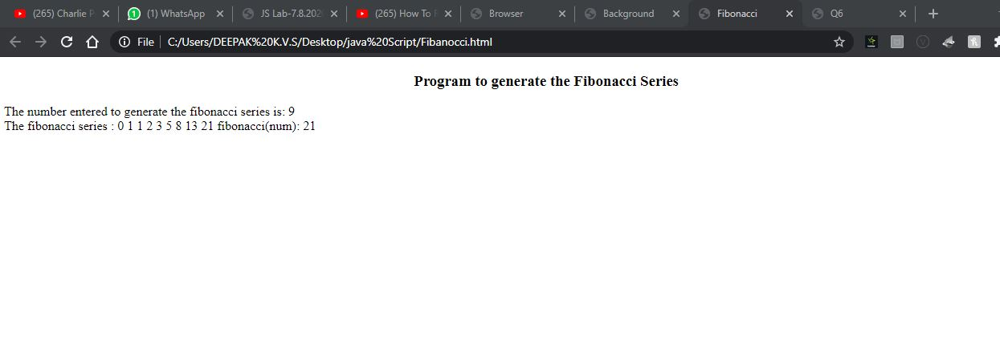 (265) Charlie P
(1) WhatsApp
JS Lab-7.8.202
(265) How To
Browser
Background
Fibonacci
Q6
File
C:/Users/DEEPAK%20K.V.S/Desktop/java%20Script/Fibanocci.html
Program to generate the Fibonacci Series
The number entered to generate the fibonacci series is: 9
The fibonacci series : 0 1 1 2 3 5 8 13 21 fibonacci(num): 21